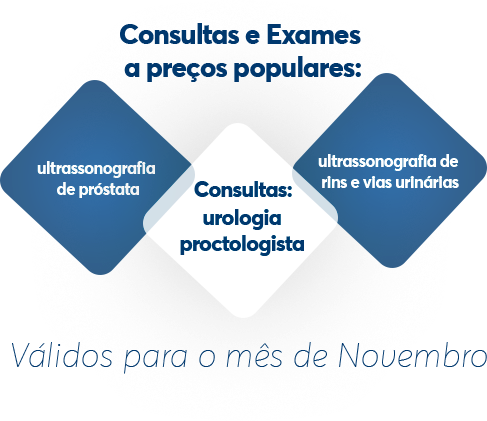 Consultas e Exames
a preços populares:
ultrassonografia
de próstata
Consultas:
urologia
proctologista
ultrassonografia de
rins e vias urinárias
Válidos para o mês de Novembro